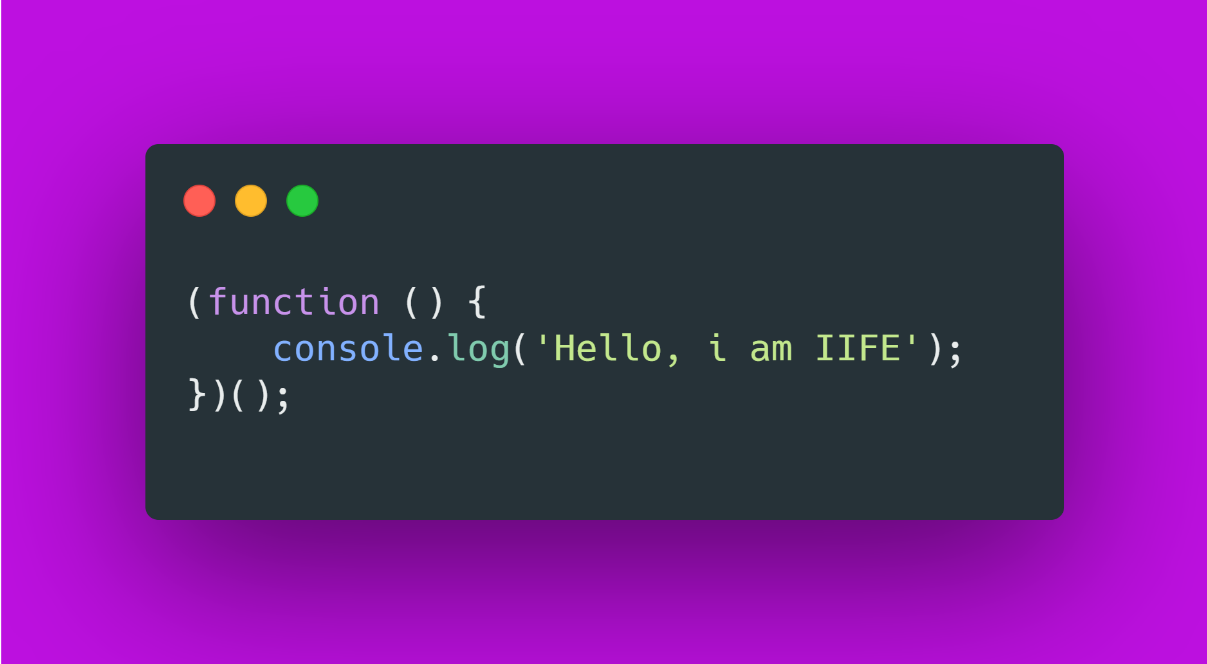 (function () {
    console.log('Hello, i am IIFE');
})();